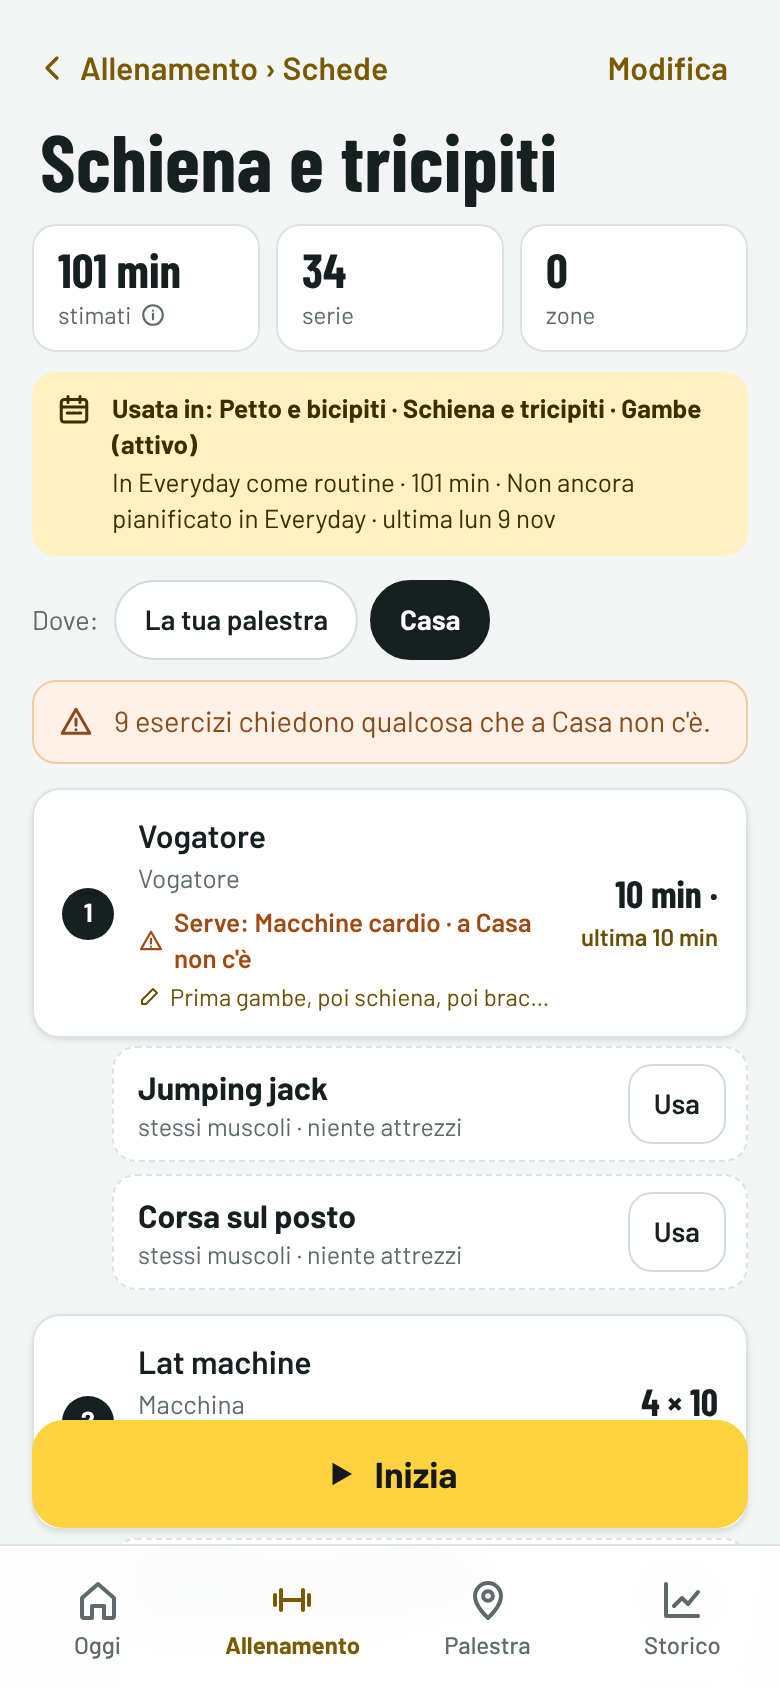 Allenamento › Schede
Modifica
Schiena e tricipiti
101 min
stimati
34
serie
0
zone
Usata in: Petto e bicipiti · Schiena e tricipiti · Gambe
(attivo)
In Everyday come routine · 101 min · Non ancora
pianificato in Everyday · ultima lun 9 nov
Dove:
La tua palestra
Casa
9 esercizi chiedono qualcosa che a Casa non c'è.
1
Vogatore
Vogatore
Serve: Macchine cardio · a Casa
non c'è
Prima gambe, poi schiena, poi brac...
10 min ·
ultima 10 min
Jumping jack
stessi muscoli · niente attrezzi
Usa
Corsa sul posto
stessi muscoli · niente attrezzi
Usa
2
Lat machine
Macchina
4 × 10
Inizia
Oggi
Allenamento
Palestra
Storico